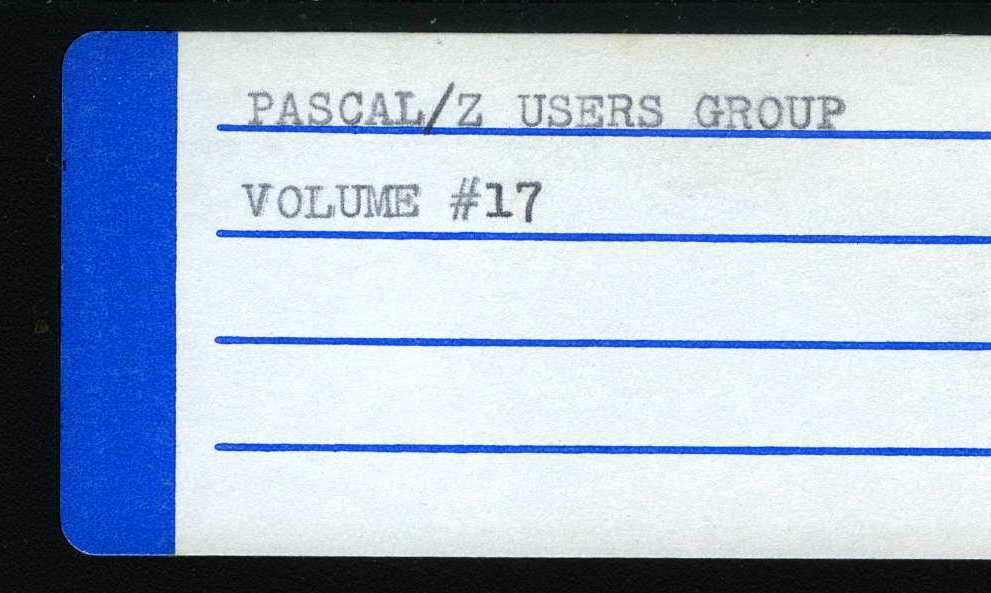 PASCAL/Z USERS GROUP
VOLUME #17